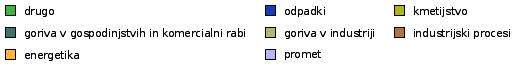 drugo odpadki kmetijstvo
goriva v gospodinjstvih in komercialni rabi goriva v industriji industrijski procesi
energetika promet